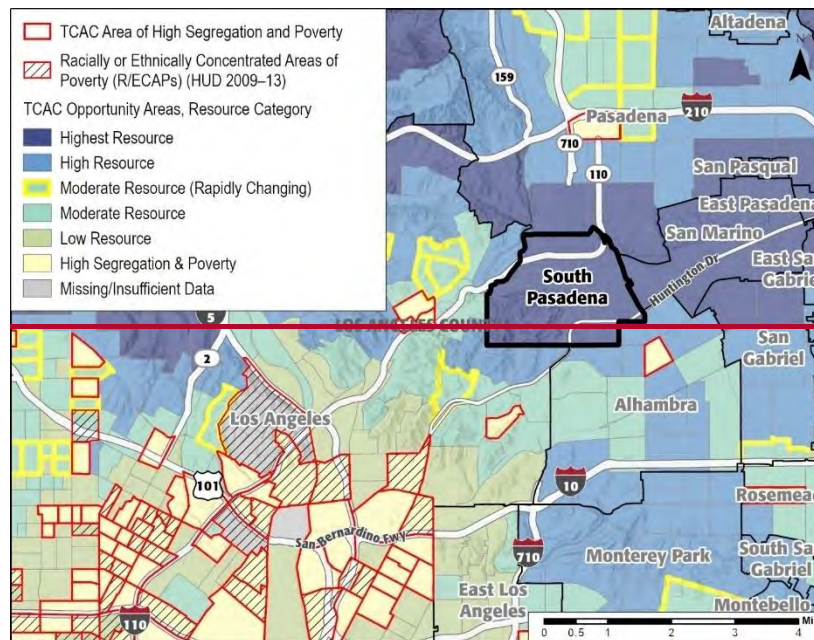 TCAC Area of High Segregation and Poverty
Racially or Ethnically Concentrated Areas of
Poverty (R/ECAPs) (HUD 2009–13)
TCAC Opportunity Areas, Resource Category
Highest Resource
High Resource
Moderate Resource (Rapidly Changing)
Moderate Resource
Low Resource
High Segregation & Poverty
Missing/Insufficient Data
Altadena
N
159
Pasadena
210
710
110
San Pasqual
East Pasadena
San Marino
East San
Gabriel
South
Pasadena
Huntington Dr
5
LOS ANGELES COUNTY
2
San
Gabriel
Los Angeles
Alhambra
101
10
Rosemead
San Bernardino Fwy
710
Monterey Park
South San
Gabriel
East Los
Angeles
Montebello
110
Mi
0 0.5 1 2 3 4